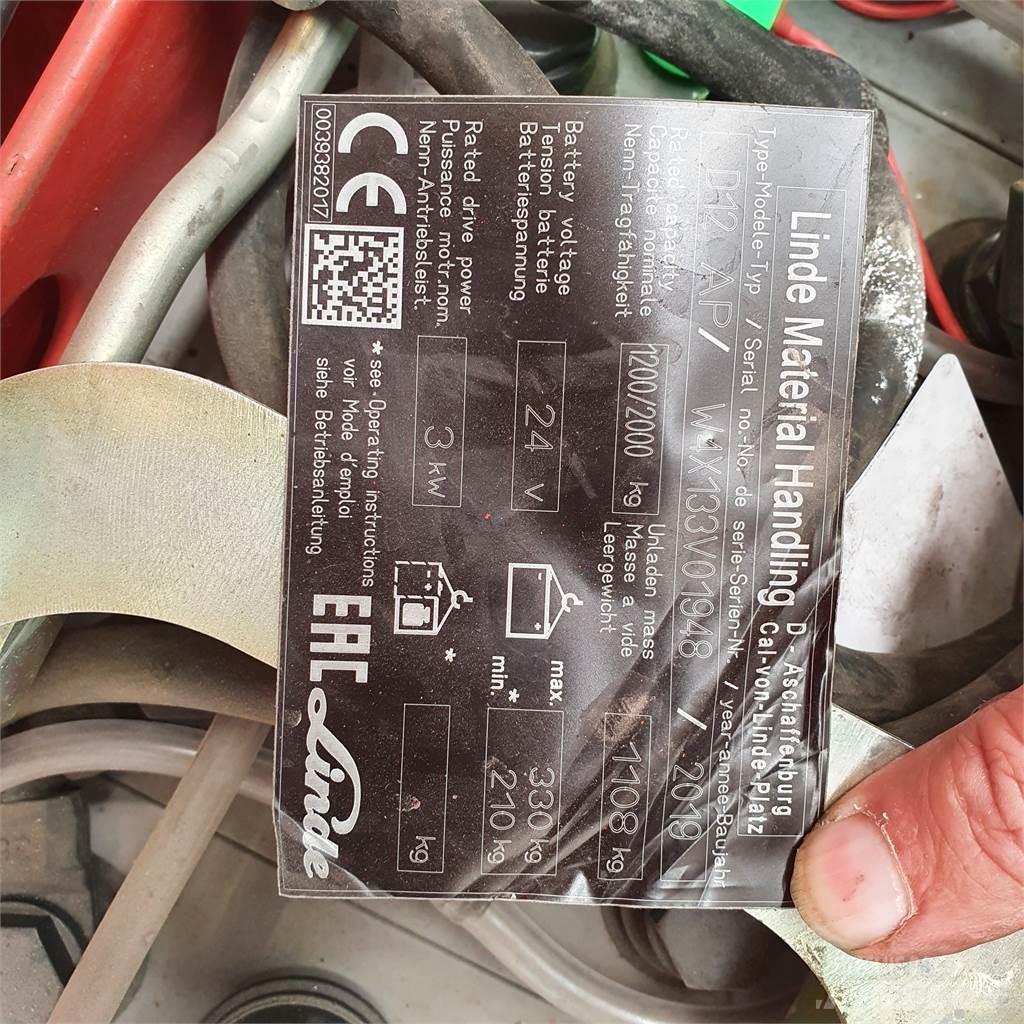 Linde Material Handling
D - Aschaffenburg
Cal-von-Linde-Platz
Type-Modele-Typ / Serial no.-No. de serie-Serien-Nr. / year-annee-Baujahr
D12 AP/ W4X133V01948 / 2019
Rated capacity
Capacite nominale
Nenn-Tragfähigkeit
1200/2000 kg
Unladen mass
Masse a vide
Leergewicht
1108 kg
Battery voltage
Tension batterie
Batteriespannung
24 V
max. 330 kg
min.* 210 kg
Rated drive power
Puissance motr.nom.
Nenn-Antriebsleist.
3 kW
*
kg
CE
0039382017
* see Operating instructions
voir Mode d'emploi
siehe Betriebsanleitung
EAC
Linde